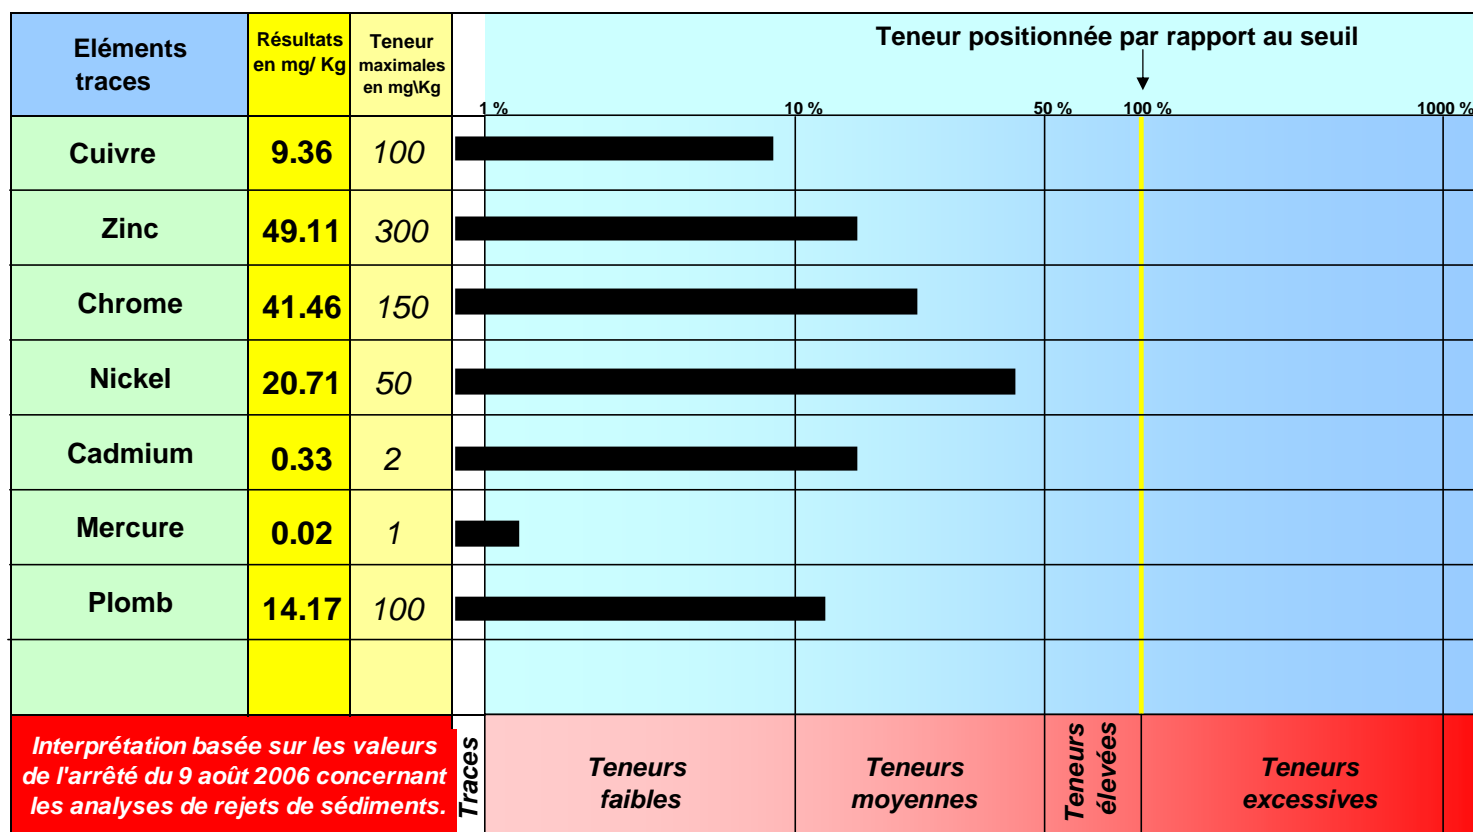 Eléments
traces
Résultats
en mg/ Kg
Teneur
maximales
en mg\Kg
Teneur positionnée par rapport au seuil
1 %
10 %
50 %
100 %
1000 %
Cuivre
9.36
100
Zinc
49.11
300
Chrome
41.46
150
Nickel
20.71
50
Cadmium
0.33
2
Mercure
0.02
1
Plomb
14.17
100
Interprétation basée sur les valeurs
de l'arrêté du 9 août 2006 concernant
les analyses de rejets de sédiments.
Traces
Teneurs
faibles
Teneurs
moyennes
Teneurs
élevées
Teneurs
excessives